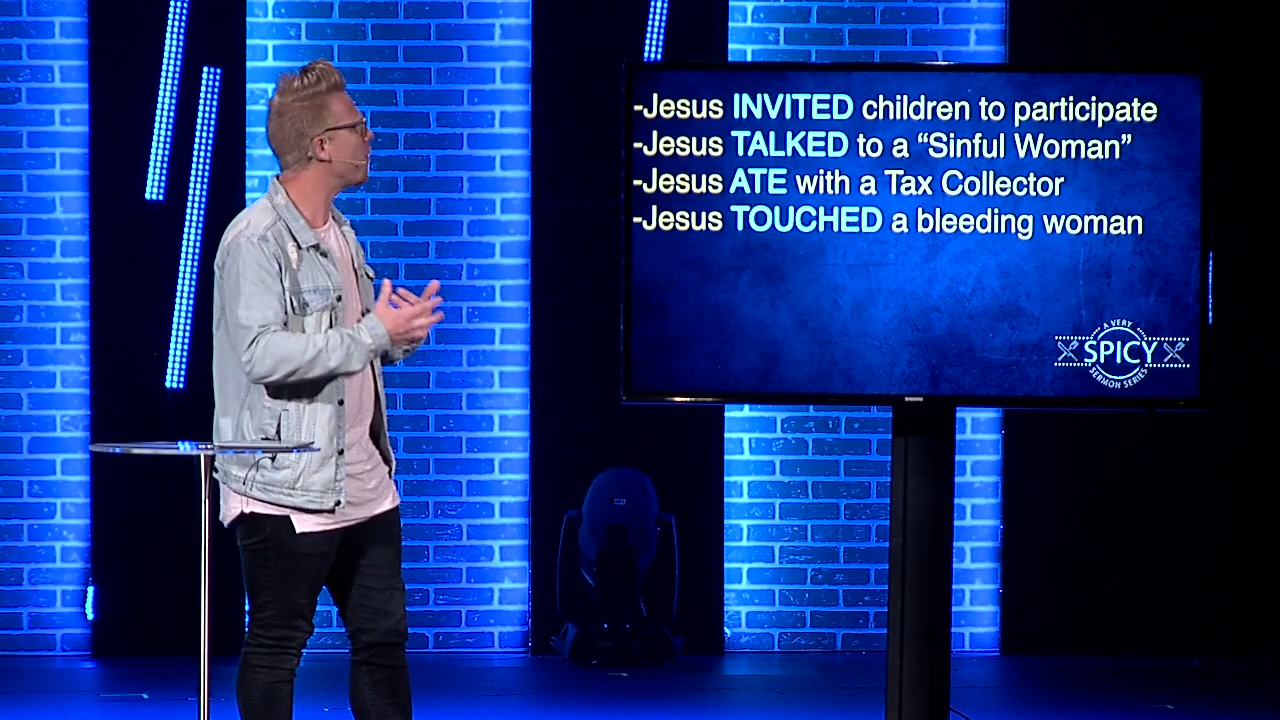 -Jesus INVITED children to participate
-Jesus TALKED to a “Sinful Woman”
-Jesus ATE with a Tax Collector
-Jesus TOUCHED a bleeding woman
A VERY
SPICY
SERMON SERIES